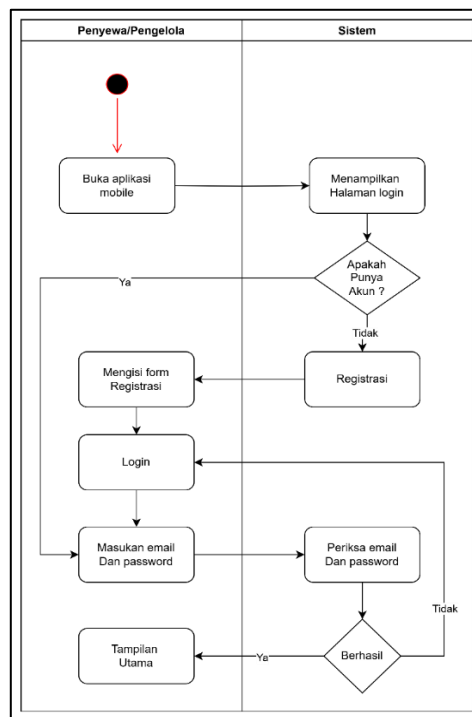 Penyewa/Pengelola
Sistem
Buka aplikasi
mobile
Menampilkan
Halaman login
Apakah
Punya
Akun ?
Ya
Tidak
Mengisi form
Registrasi
Registrasi
Login
Masukan email
Dan password
Periksa email
Dan password
Tidak
Tampilan
Utama
Ya
Berhasil